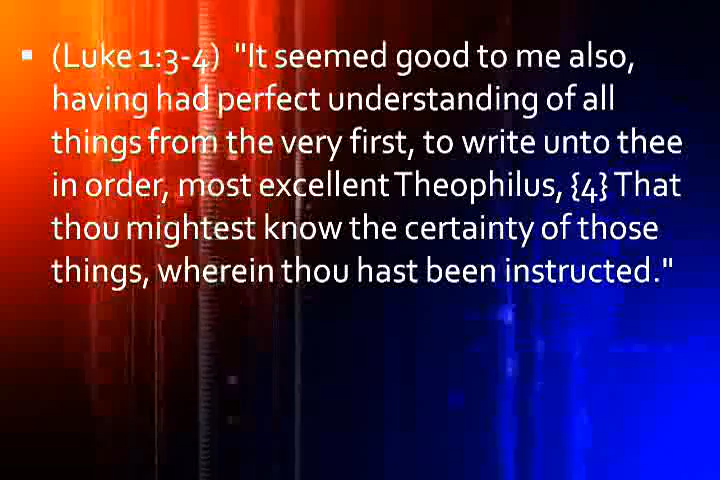 (Luke 1:3-4) "It seemed good to me also,
having had perfect understanding of all
things from the very first, to write unto thee
in order, most excellent Theophilus, {4} That
thou mightest know the certainty of those
things, wherein thou hast been instructed."